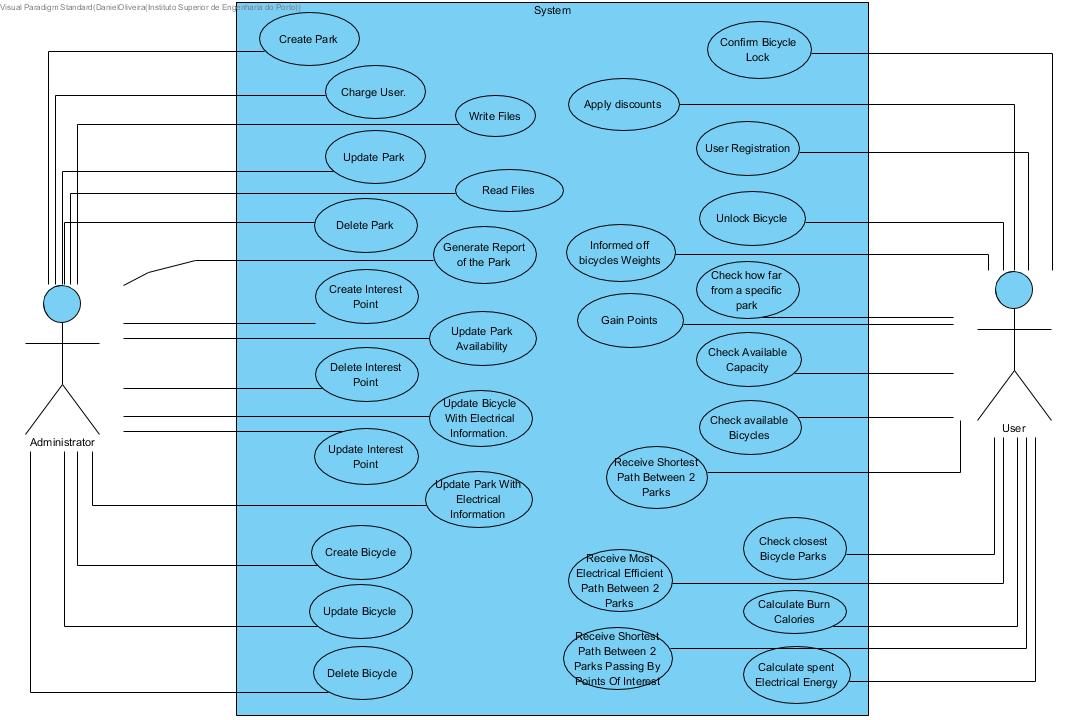 Visual Paradigm Standard(DanielOliveira(Instituto Superior de Engenharia do Porto))
System
Create Park
Confirm Bicycle
Lock
Charge User.
Apply discounts
Write Files
User Registration
Update Park
Read Files
Unlock Bicycle
Delete Park
Generate Report
of the Park
Informed off
bicycles Weights
Check how far
from a specific
park
Create Interest
Point
Gain Points
Update Park
Availability
Check Available
Capacity
Delete Interest
Point
Update Bicycle
With Electrical
Information.
Check available
Bicycles
Administrator
User
Update Interest
Point
Receive Shortest
Path Between 2
Parks
Update Park With
Electrical
Information
Check closest
Bicycle Parks
Create Bicycle
Receive Most
Electrical Efficient
Path Between 2
Parks
Calculate Burn
Calories
Update Bicycle
Receive Shortest
Path Between 2
Parks Passing By
Points Of Interest
Calculate spent
Electrical Energy
Delete Bicycle